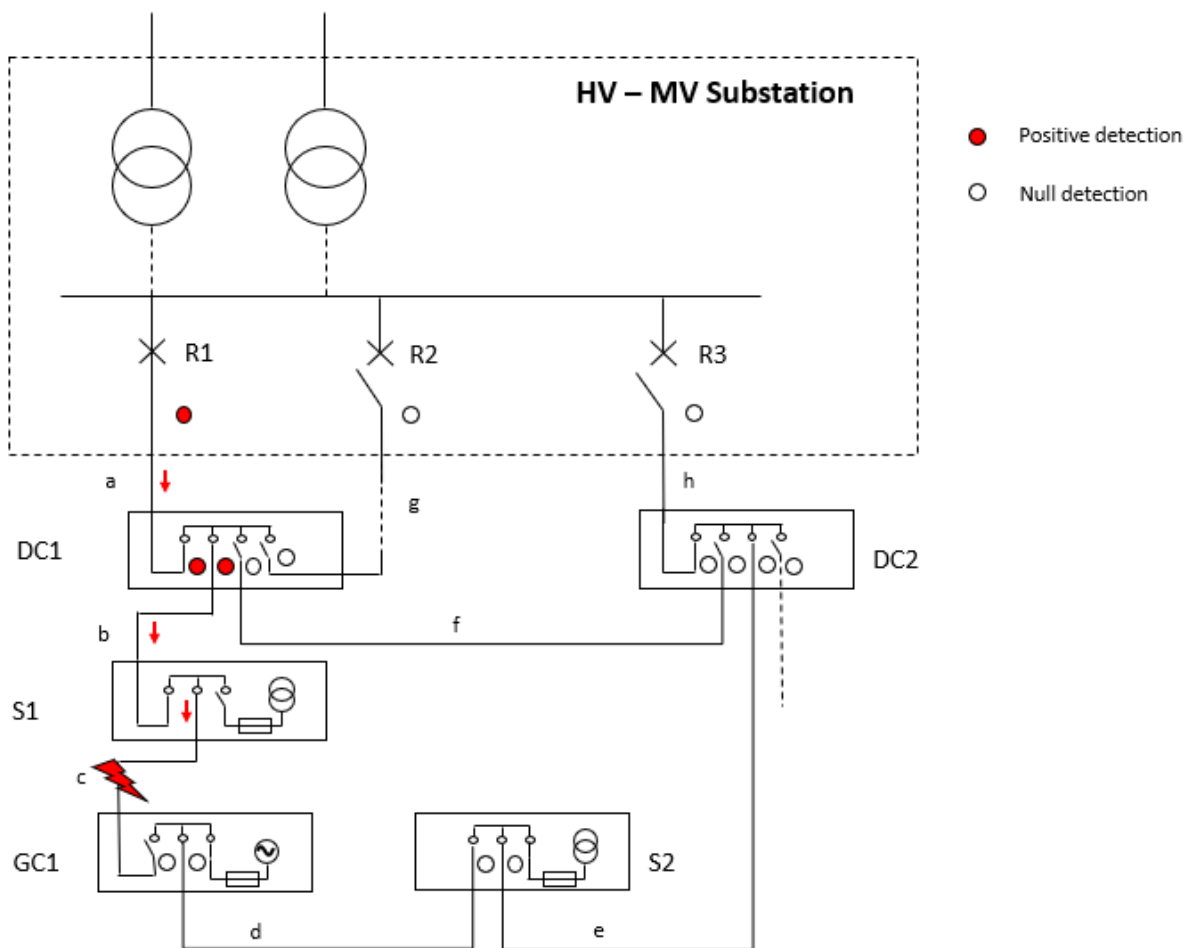 HV – MV Substation
Positive detection
Null detection
R1
R2
R3
a
g
h
DC1
DC2
b
f
S1
c
GC1
S2
d
e